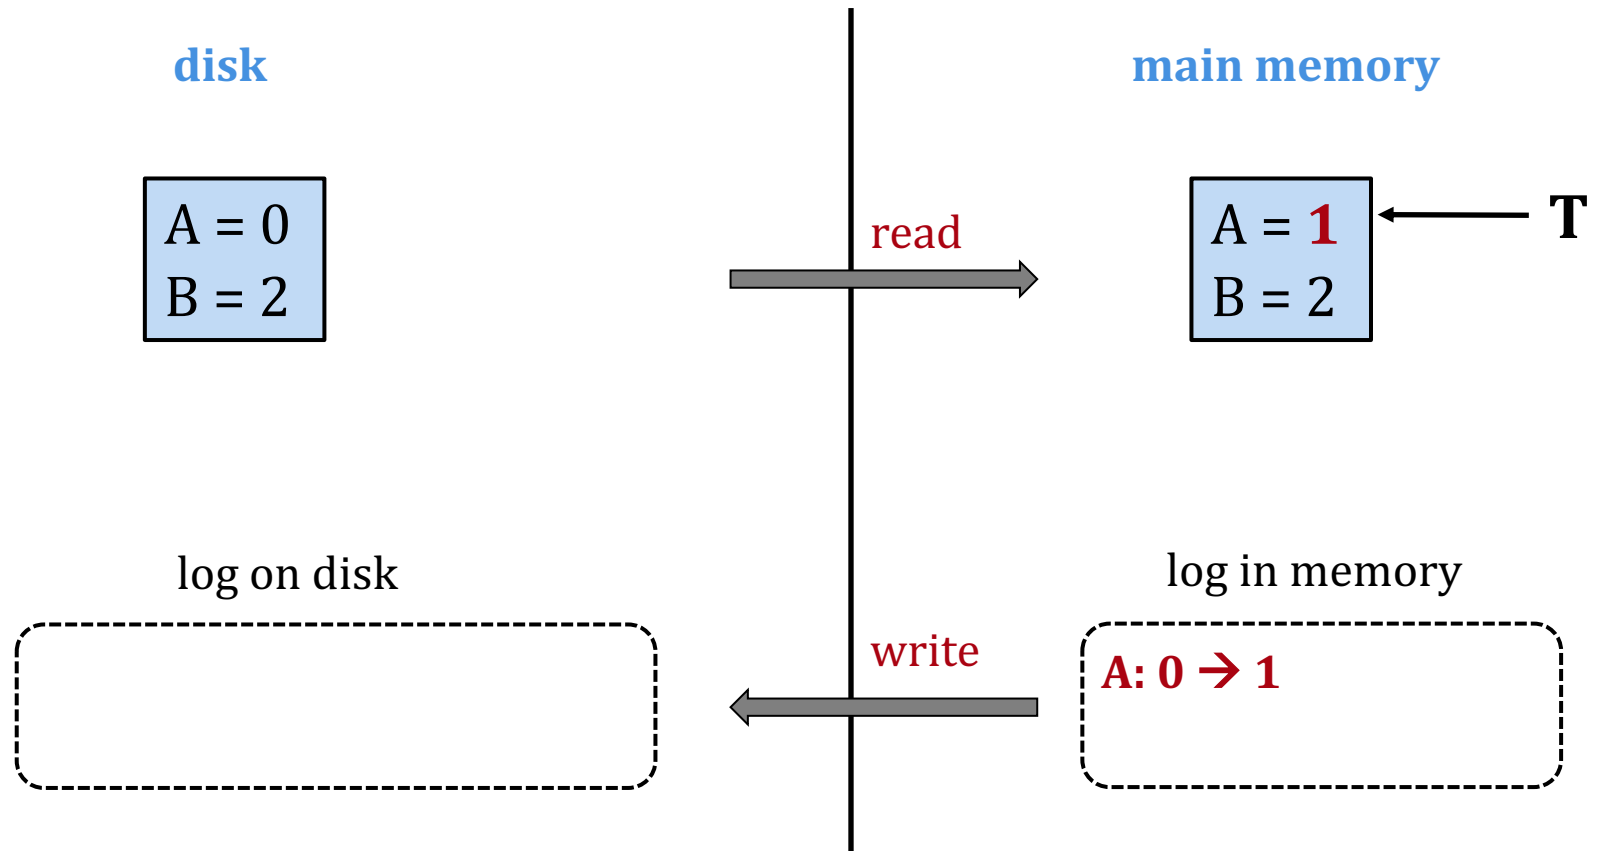 disk
main memory
A = 0
B = 2
read
A = 1
B = 2
T
log on disk
log in memory
write
A: 0 → 1